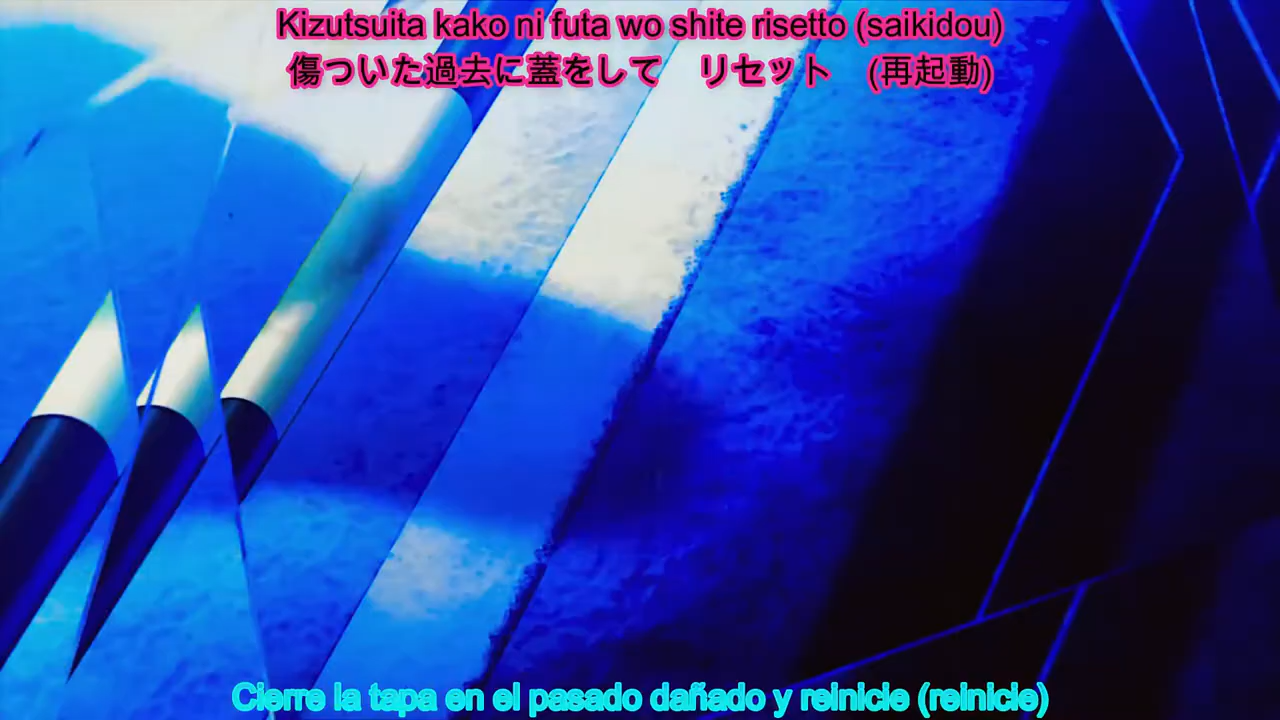 Kizutsuita kako ni futa wo shite risetto (saikidou)
傷ついた過去に蓋をして　リセット　(再起動)
Cierre la tapa en el pasado dañado y reinicie (reinicie)